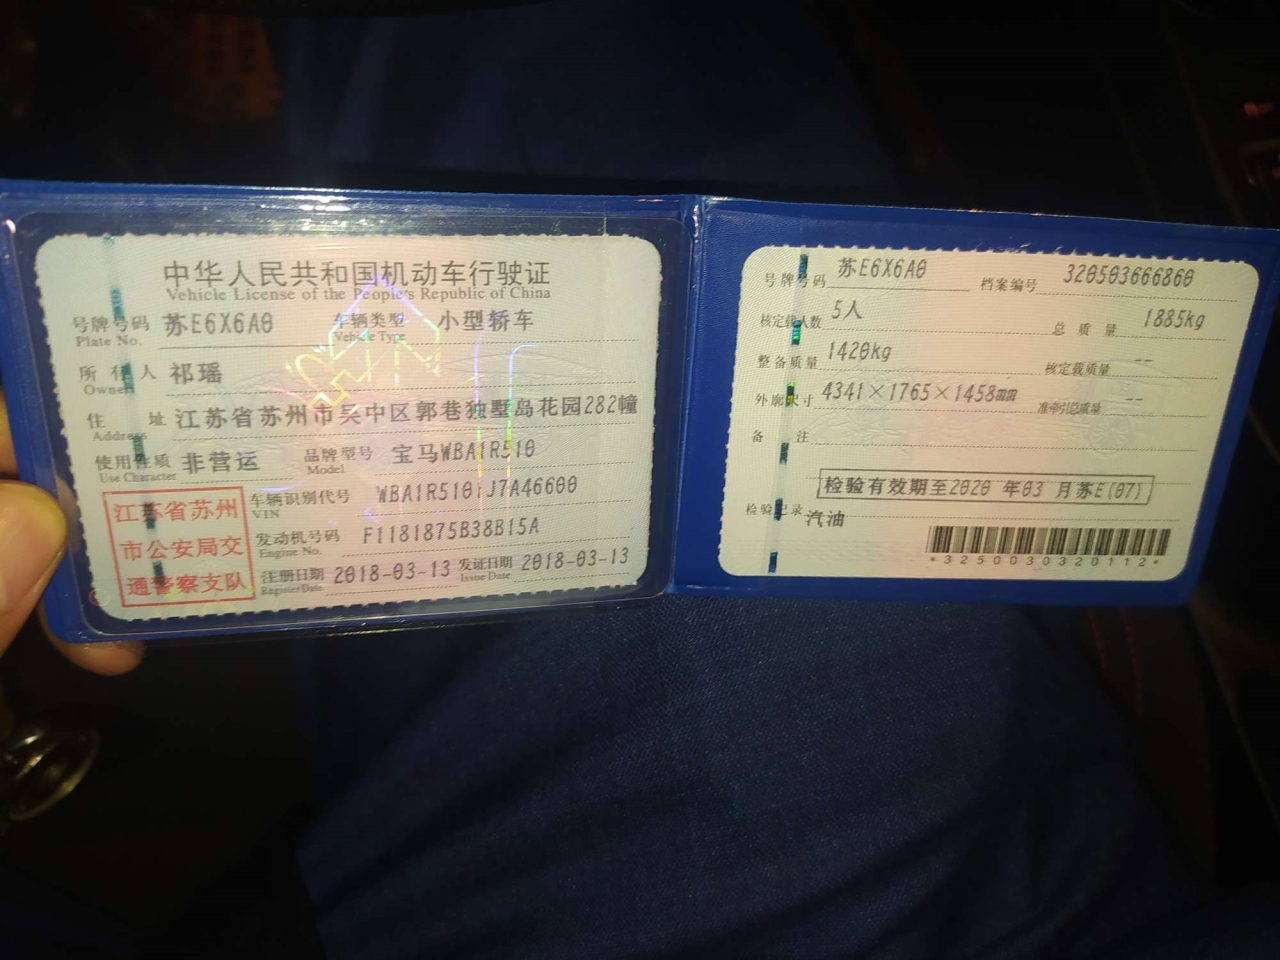 中华人民共和国机动车行驶证
Vehicle License of the People's Republic of China
号牌号码 苏E6X6A0 车辆类型 小型轿车
Plate No. Vehicle Type
所有人 祁瑶
Owner
住址 江苏省苏州市吴中区郭巷独墅岛花园282幢
Address
使用性质 非营运 品牌型号 宝马WBA1R510
Use Character Model
江苏省苏州
市公安局交
通警察支队
车辆识别代号 WBA1R5101J7A46600
VIN
发动机号码 F1181875B38B15A
Engine No.
注册日期 2018-03-13 发证日期 2018-03-13
Register Date Issue Date
号牌号码 苏E6X6A0 档案编号 320503666860
核定载人数 5人 总质量 1885kg
整备质量 1420kg 核定载质量 --
外廓尺寸 4341×1765×1458㎜ 准牵引总质量 --
备注
检验有效期至2020 年03 月苏E(07)
检验记录 汽油
*3250030320112*